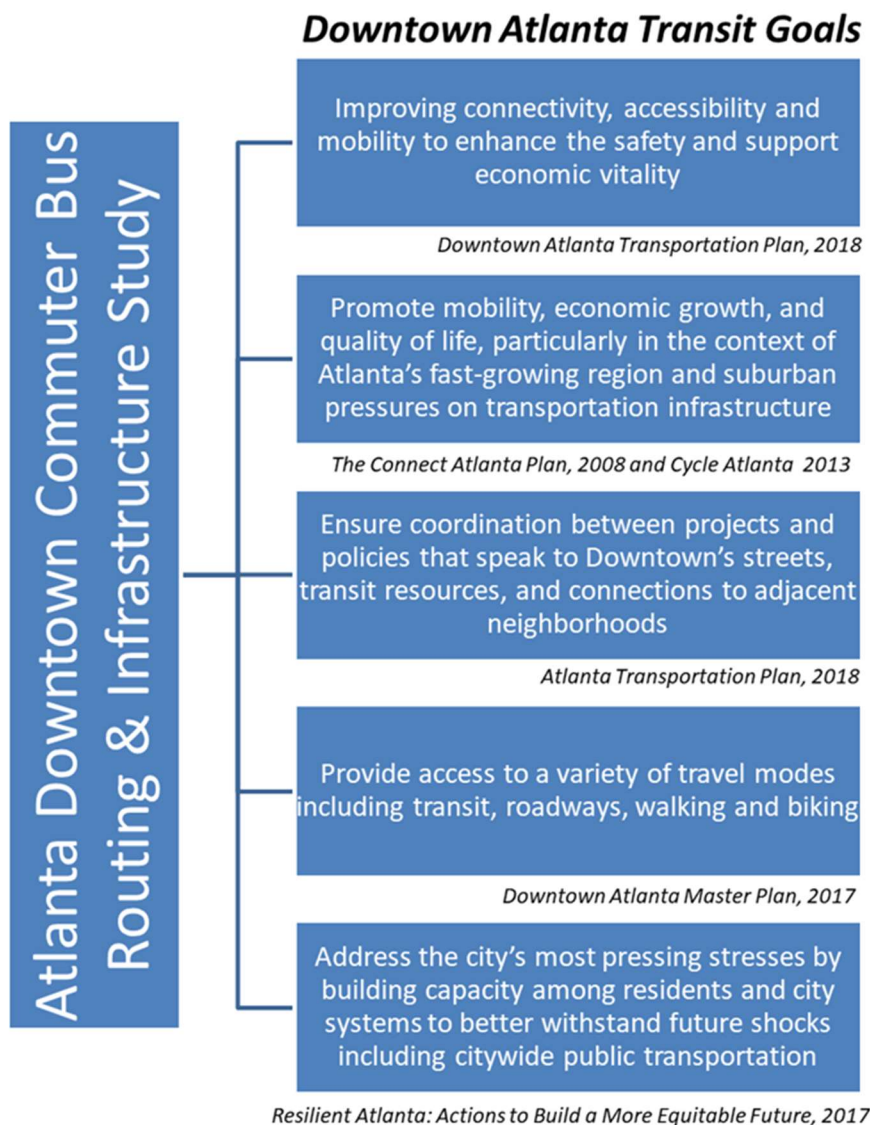 Downtown Atlanta Transit Goals
Atlanta Downtown Commuter Bus
Routing & Infrastructure Study
Improving connectivity, accessibility and
mobility to enhance the safety and support
economic vitality
Downtown Atlanta Transportation Plan, 2018
Promote mobility, economic growth, and
quality of life, particularly in the context of
Atlanta’s fast-growing region and suburban
pressures on transportation infrastructure
The Connect Atlanta Plan, 2008 and Cycle Atlanta 2013
Ensure coordination between projects and
policies that speak to Downtown’s streets,
transit resources, and connections to adjacent
neighborhoods
Atlanta Transportation Plan, 2018
Provide access to a variety of travel modes
including transit, roadways, walking and biking
Downtown Atlanta Master Plan, 2017
Address the city’s most pressing stresses by
building capacity among residents and city
systems to better withstand future shocks
including citywide public transportation
Resilient Atlanta: Actions to Build a More Equitable Future, 2017